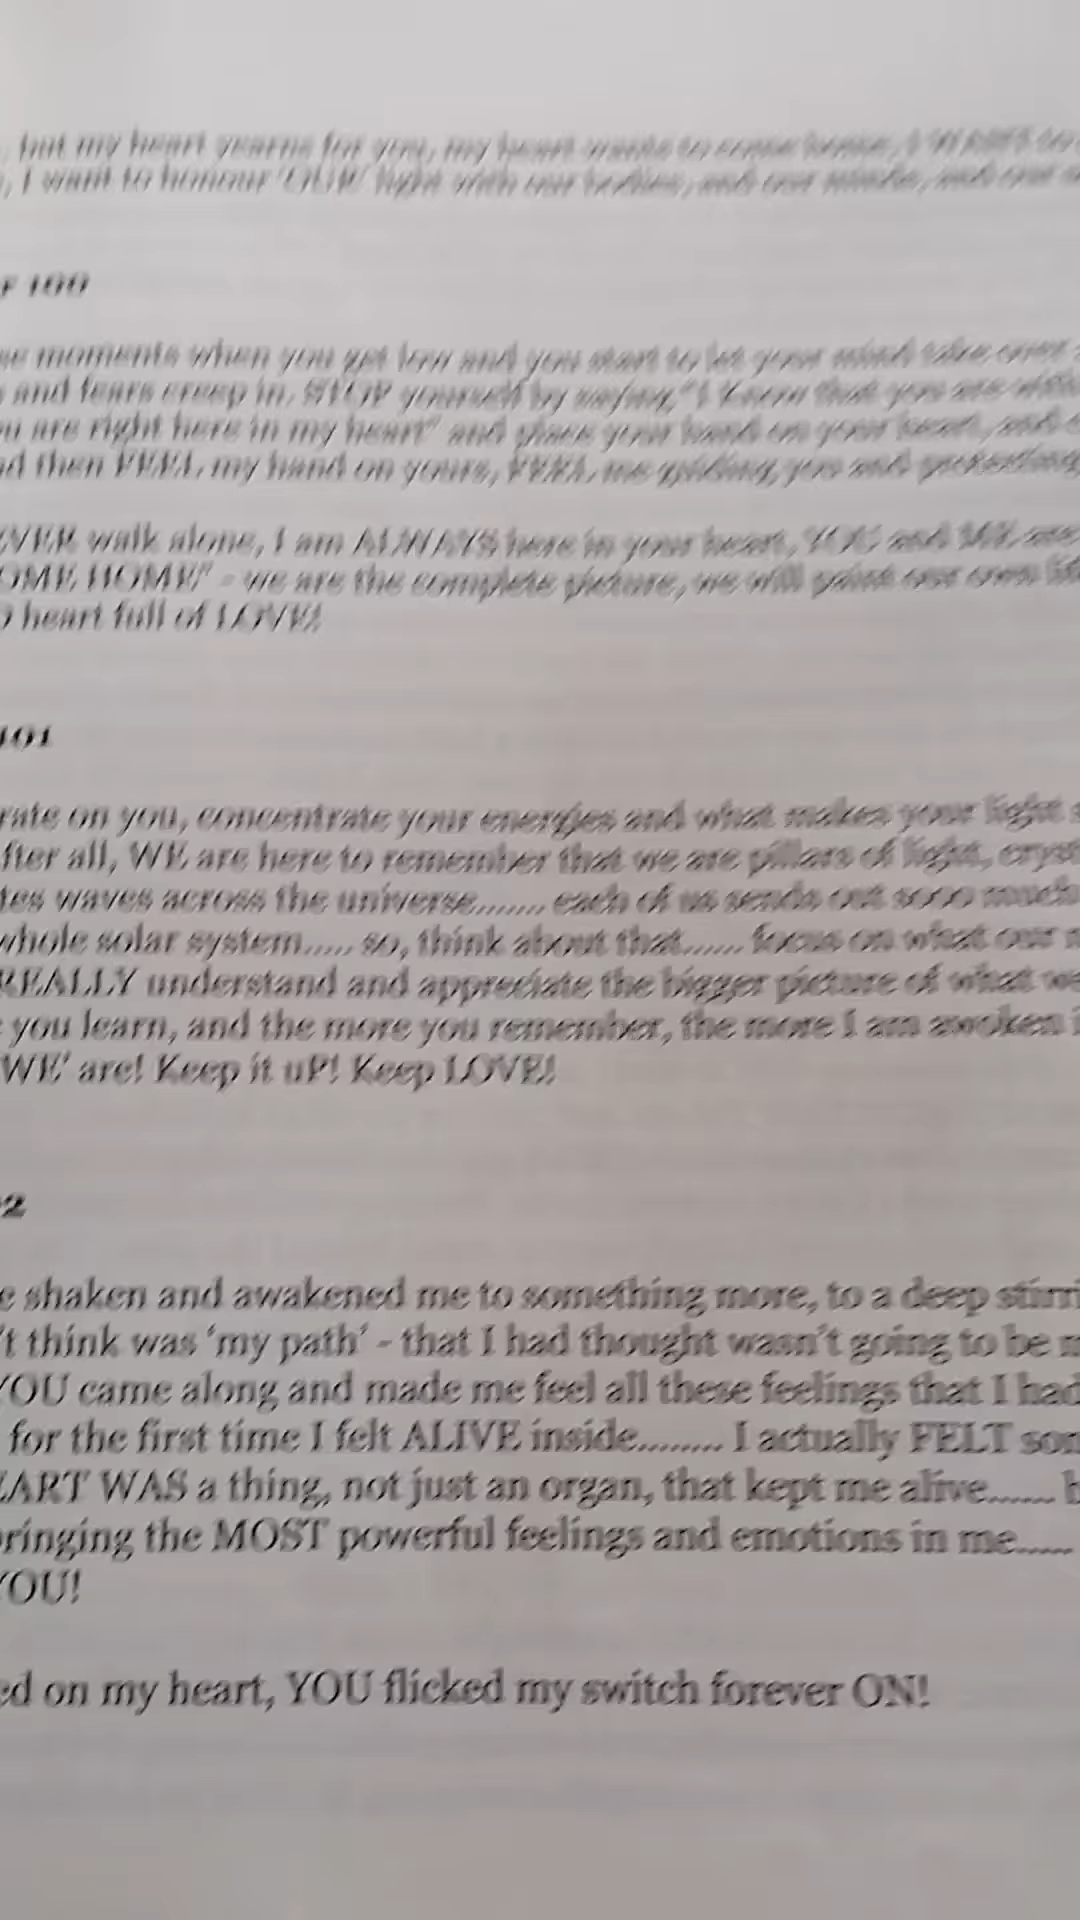 but my heart yearns for you, my heart wants to come home, I WANT to
, I want to honour 'OUR' light with our bodies, and our minds, and our
100
moments when you get low and you start to let your mind take over
and fears creep in, STOP yourself by saying, "I Know that you are with
are right here in my heart" and place your hand on your heart, and
then FEEL my hand on yours, FEEL me guiding you and protecting
walk alone, I am ALWAYS here in your heart, YOU and ME are
HOME" - we are the complete picture, we will paint our own
heart full of LOVE!
101
on you, concentrate your energies and what makes your light
after all, WE are here to remember that we are pillars of light,
waves across the universe....... each of us sends out sooo much
whole solar system..... so, think about that...... focus on what our
REALLY understand and appreciate the bigger picture of what we
you learn, and the more you remember, the more I am awoken
'WE' are! Keep it uP! Keep LOVE!
2
shaken and awakened me to something more, to a deep
't think was 'my path' - that I had thought wasn't going to be
YOU came along and made me feel all these feelings that I had
for the first time I felt ALIVE inside........ I actually FELT
WAS a thing, not just an organ, that kept me alive.......
bringing the MOST powerful feelings and emotions in me.....
YOU!
on my heart, YOU flicked my switch forever ON!